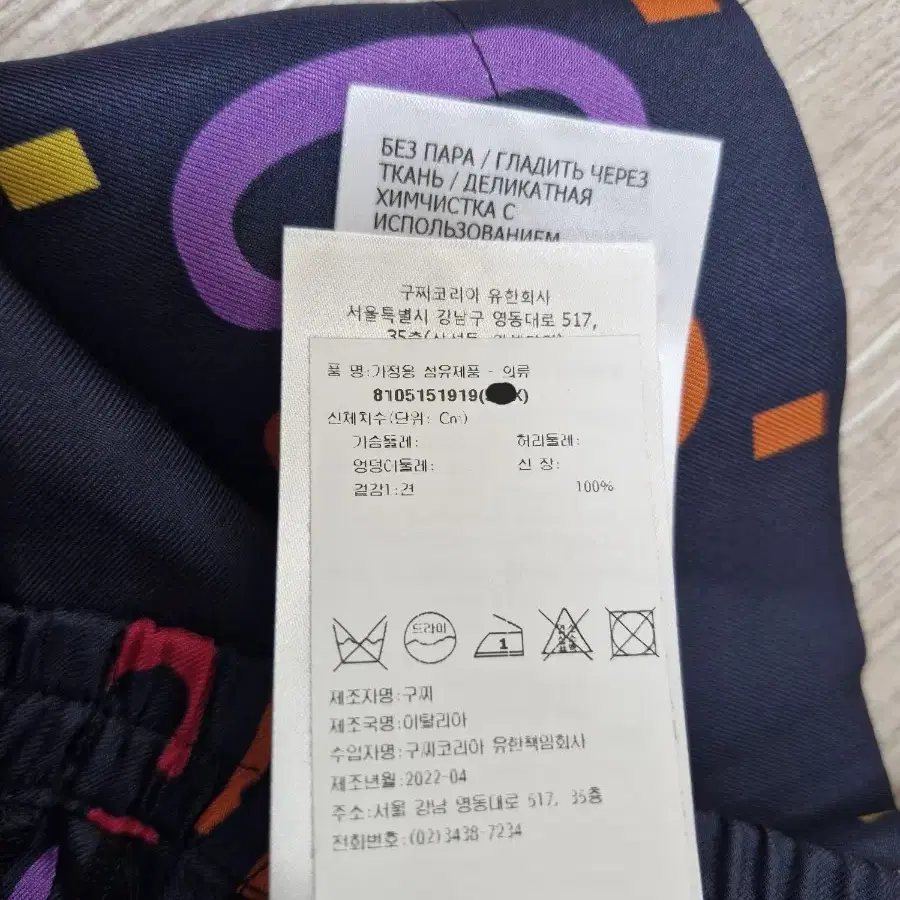 БЕЗ ПАРА / ГЛАДИТЬ ЧЕРЕЗ
ТКАНЬ / ДЕЛИКАТНАЯ
ХИМЧИСТКА С
ИСПОЛЬЗОВАНИЕМ
구찌코리아 유한회사
서울특별시 강남구 영동대로 517,
품 명:가정용 섬유제품 - 의류
8105151919(
신체치수(단위: Cm)
가슴둘레: 허리둘레:
엉덩이둘레: 신 장:
겉감1:견 100%
드라이
1
제조자명:구찌
제조국명:이탈리아
수입자명:구찌코리아 유한책임회사
제조년월:2022-04
주소:서울 강남 영동대로 517, 35층
전화번호:(02)3438-7234